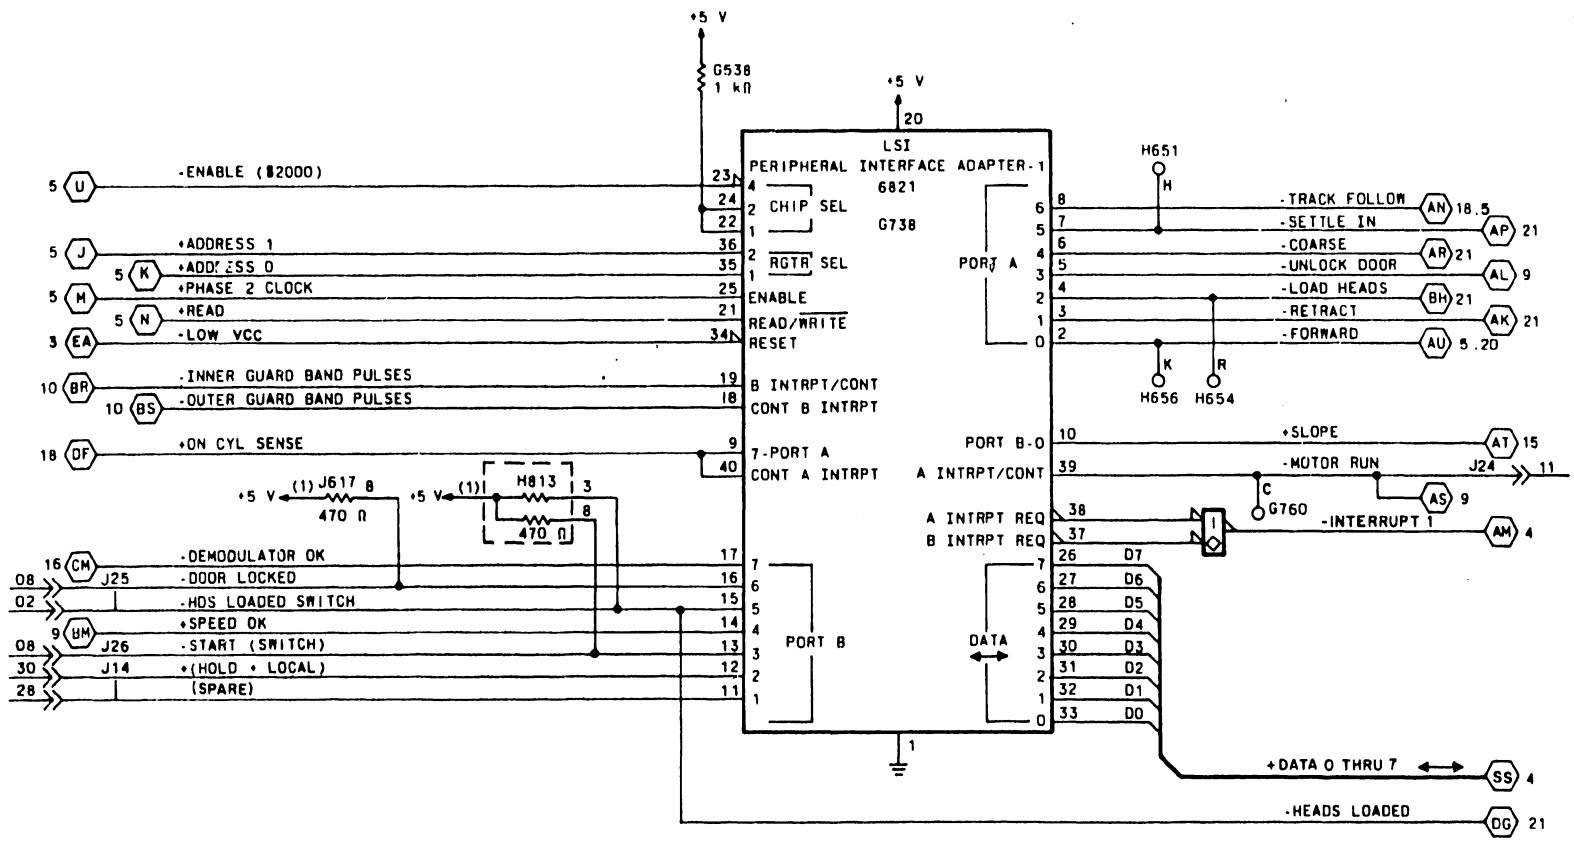 +5 V
G538
1 kΩ
+5 V
20
LSI
PERIPHERAL INTERFACE ADAPTER-1
6821
G738
5 U -ENABLE ($2000) 23 4
24 2 CHIP SEL
22 1
5 J +ADDRESS 1 36 2 RGTR SEL
5 K 35 1
5 M +PHASE 2 CLOCK 25 ENABLE
5 N +READ 21 READ/WRITE
3 EA -LOW VCC 34 RESET
10 BR -INNER GUARD BAND PULSES 19 B INTRPT/CONT
10 BS -OUTER GUARD BAND PULSES 18 CONT B INTRPT
18 DF +ON CYL SENSE 9 7-PORT A
40 CONT A INTRPT
+5 V (1) J617 8
470 Ω
+5 V (1) H813 3
8
470 Ω
16 CM -DEMODULATOR OK 17 7
08 J25 -DOOR LOCKED 16 6
02 -HDS LOADED SWITCH 15 5
9 BM +SPEED OK 14 4
PORT B
08 J26 -START (SWITCH) 13 3
30 J14 +(HOLD + LOCAL) 12 2
28 (SPARE) 11 1
1
H651
H
PORT A
6 8 -TRACK FOLLOW AN 18.5
5 7 -SETTLE IN AP 21
4 6 -COARSE AR 21
3 5 -UNLOCK DOOR AL 9
2 4 -LOAD HEADS BH 21
1 3 -RETRACT AK 21
0 2 -FORWARD AU 5.20
K R
H656 H654
PORT B-0 10 +SLOPE AT 15
A INTRPT/CONT 39 -MOTOR RUN J24 11
C
G760
AS 9
A INTRPT REQ 38
B INTRPT REQ 37
1
-INTERRUPT 1 AM 4
DATA
7 26 D7
6 27 D6
5 28 D5
4 29 D4
3 30 D3
2 31 D2
1 32 D1
0 33 D0
+DATA 0 THRU 7 SS 4
-HEADS LOADED DG 21